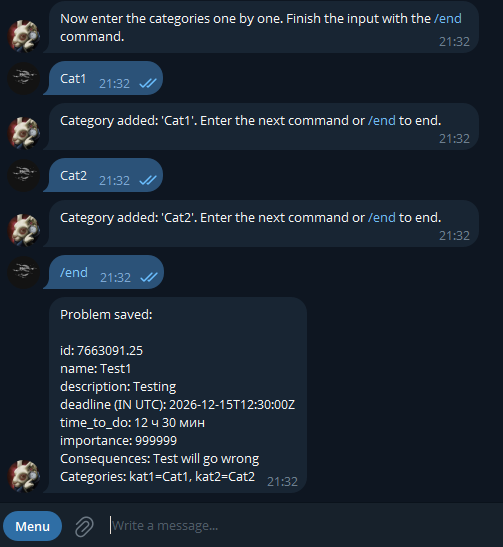 Now enter the categories one by one. Finish the input with the /end
command.
21:32
Cat1 21:32
Category added: 'Cat1'. Enter the next command or /end to end.
21:32
Cat2 21:32
Category added: 'Cat2'. Enter the next command or /end to end.
21:32
/end 21:32
Problem saved:
id: 7663091.25
name: Test1
description: Testing
deadline (IN UTC): 2026-12-15T12:30:00Z
time_to_do: 12 ч 30 мин
importance: 999999
Consequences: Test will go wrong
Categories: kat1=Cat1, kat2=Cat2 21:32
Menu Write a message...